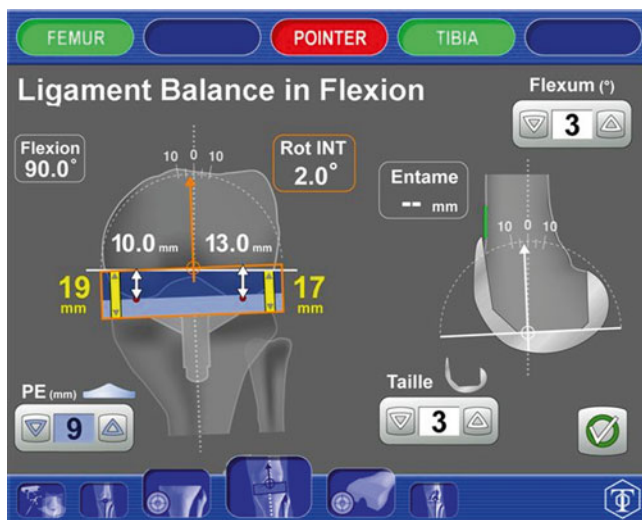 FEMUR POINTER TIBIA
Ligament Balance in Flexion
Flexum (°)
3
Flexion
90.0°
10 0 10
Rot INT
2.0°
Entame
-- mm
10.0 mm 13.0 mm
10 0 10
19 mm
17 mm
PE (mm)
9
Taille
3